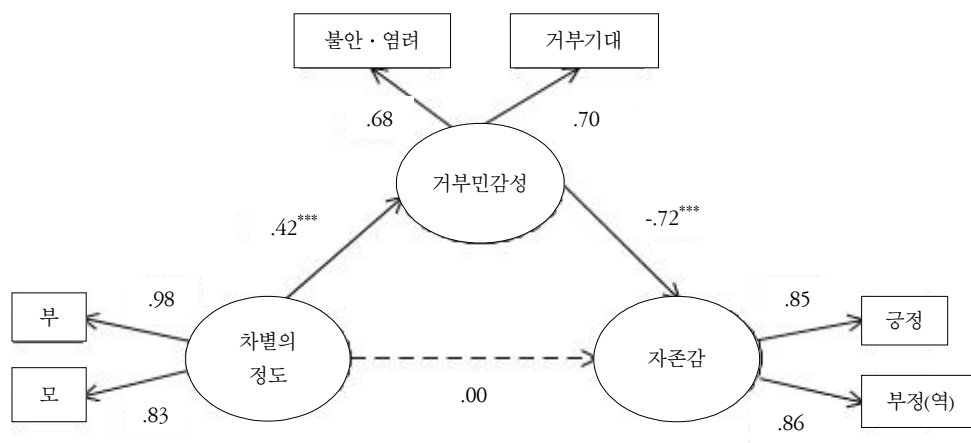 불안 · 염려
거부기대
.68
.70
거부민감성
.42***
-.72***
.98
.85
부
차별의
정도
자존감
긍정
모
.00
부정(역)
.83
.86